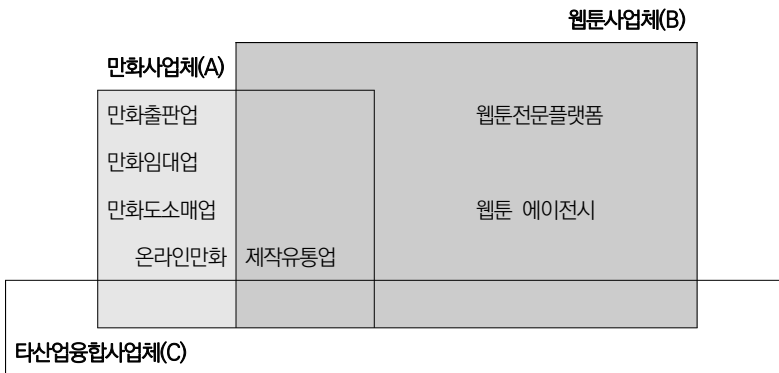 웹툰사업체(B)
만화사업체(A)
만화출판업 웹툰전문플랫폼
만화임대업
만화도소매업 웹툰 에이전시
온라인만화 제작유통업
타산업융합사업체(C)